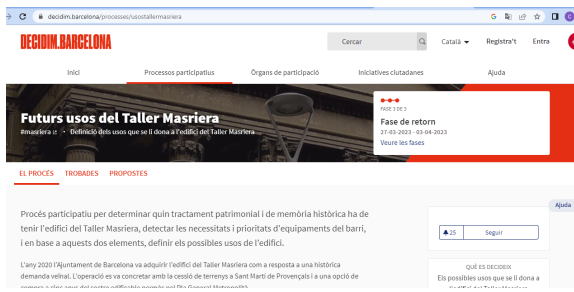 decidim.barcelona/processes/usostallermasriera
DECIDIM.BARCELONA
Cercar
Català
Registra't
Entra
Inici
Processos participatius
Òrgans de participació
Iniciatives ciutadanes
Ajuda
Futurs usos del Taller Masriera
#masriera
• Definició dels usos que se li dona a l'edifici del Taller Masriera
FASE 3 DE 3
Fase de retorn
27-03-2023 - 03-04-2023
Veure les fases
EL PROCÉS TROBADES PROPOSTES
Ajuda
Procés participatiu per determinar quin tractament patrimonial i de memòria històrica ha de
tenir l'edifici del Taller Masriera, detectar les necessitats i prioritats d'equipaments del barri,
i en base a aquests dos elements, definir els possibles usos de l'edifici.
25 Seguir
L'any 2020 l'Ajuntament de Barcelona va adquirir l'edifici del Taller Masriera com a resposta a una històrica
demanda veïnal. L'operació es va concretar amb la cessió de terrenys a Sant Martí de Provençals i a una opció de
QUÈ ES DECIDEIX
Els possibles usos que se li dona a